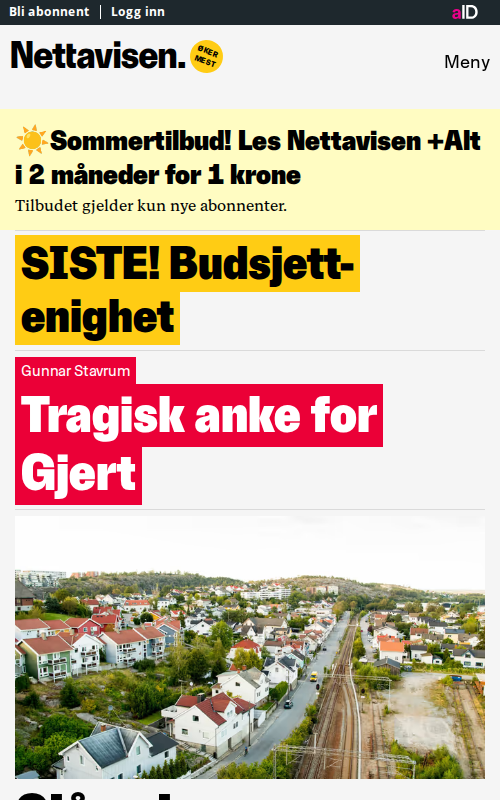 Bli abonnent | Logg inn
aID
Nettavisen.
ØKER
MEST
Meny
☀️Sommertilbud! Les Nettavisen +Alt
i 2 måneder for 1 krone
Tilbudet gjelder kun nye abonnenter.
SISTE! Budsjett-
enighet
Gunnar Stavrum
Tragisk anke for
Gjert